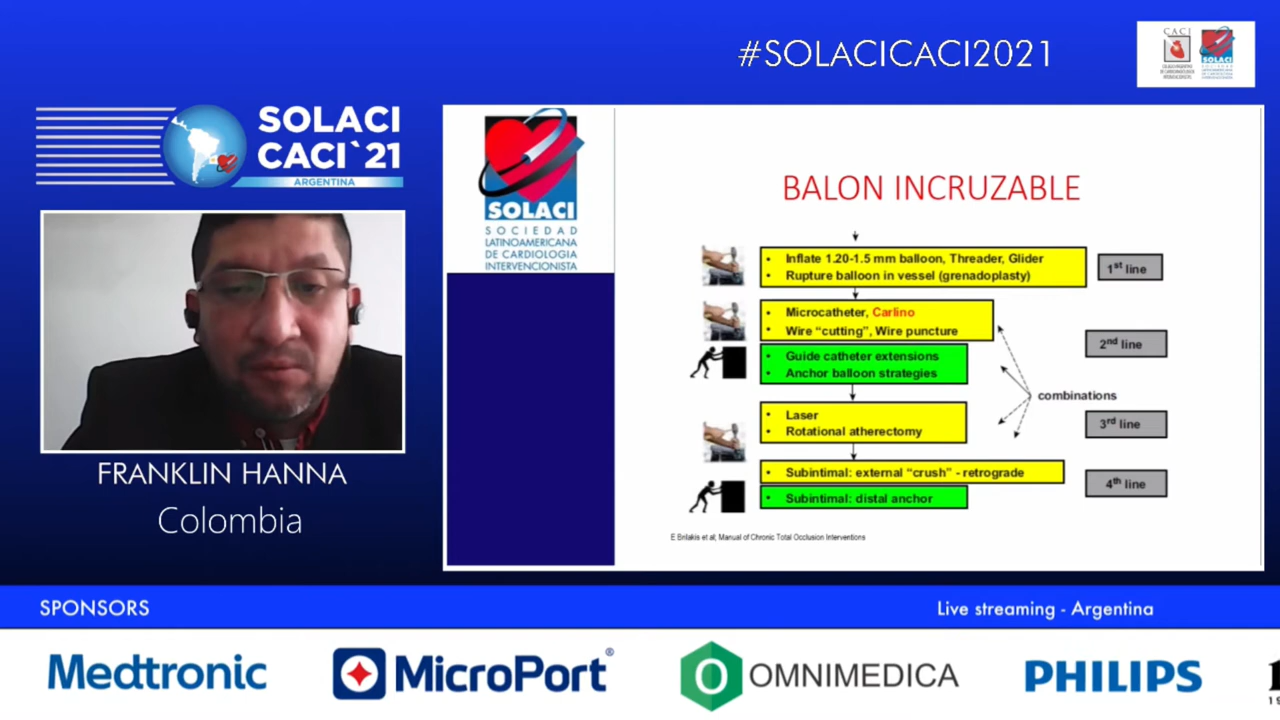 #SOLACICACI2021
CACI
SOLACI
SOLACI
CACI`21
ARGENTINA
SOLACI
SOCIEDAD
LATINOAMERICANA
DE CARDIOLOGIA
INTERVENCIONISTA
BALON INCRUZABLE
• Inflate 1.20-1.5 mm balloon, Threader, Glider
• Rupture balloon in vessel (grenadoplasty)
1st line
• Microcatheter, Carlino
• Wire “cutting”, Wire puncture
2nd line
• Guide catheter extensions
• Anchor balloon strategies
combinations
• Laser
• Rotational atherectomy
3rd line
• Subintimal: external “crush” - retrograde
4th line
• Subintimal: distal anchor
E Brilakis et al; Manual of Chronic Total Occlusion Interventions
FRANKLIN HANNA
Colombia
SPONSORS
Live streaming - Argentina
Medtronic
MicroPort®
OMNIMEDICA
PHILIPS